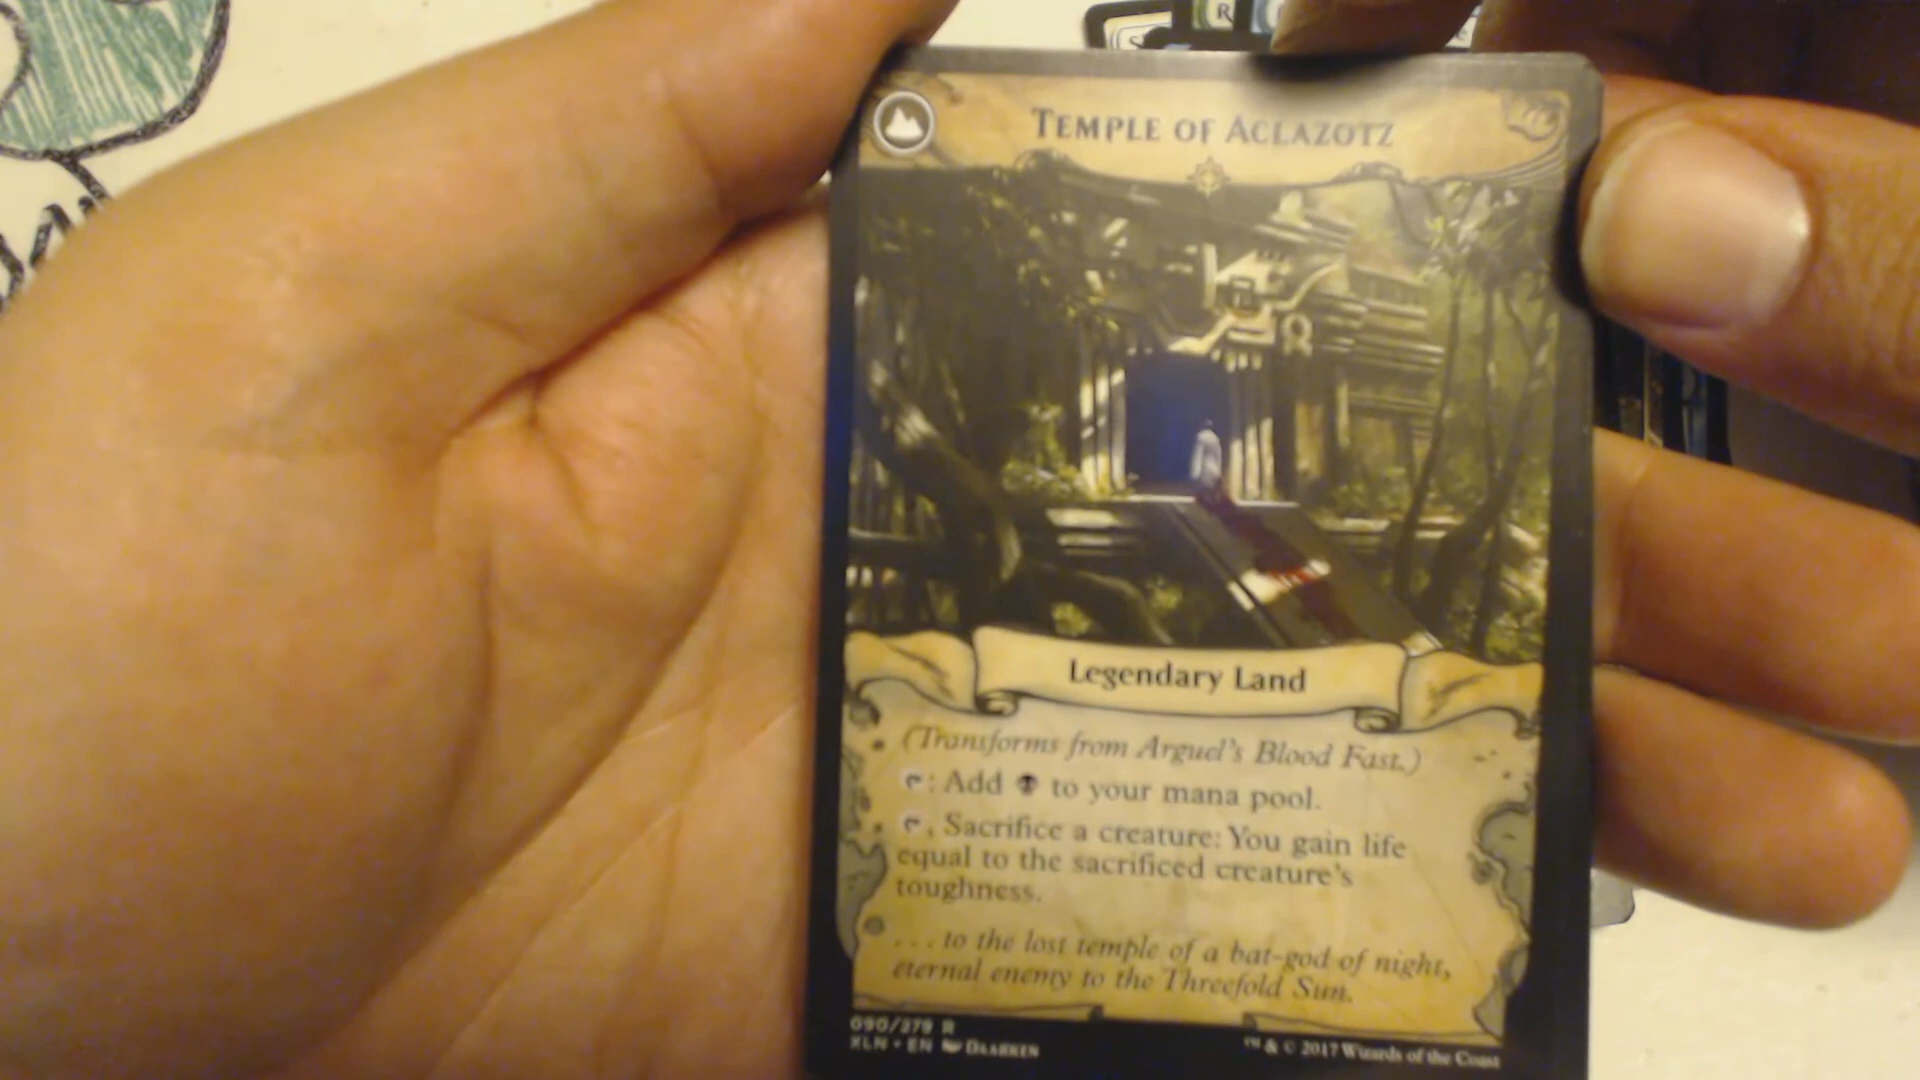 TEMPLE OF ACLAZOTZ
Legendary Land
(Transforms from Arguel's Blood Fast.)
: Add to your mana pool.
, Sacrifice a creature: You gain life
equal to the sacrificed creature's
toughness.
. . . to the lost temple of a bat-god of night,
eternal enemy to the Threefold Sun.
090/279 R
XLN • EN DAARKEN
™ & © 2017 Wizards of the Coast